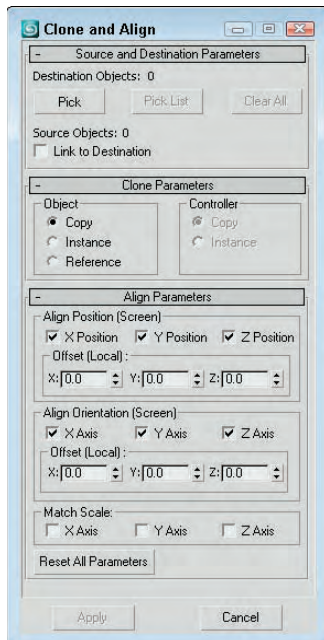 Clone and Align
- Source and Destination Parameters
Destination Objects: 0
Pick Pick List Clear All
Source Objects: 0
Link to Destination
- Clone Parameters
Object Controller
Copy Copy
Instance Instance
Reference
- Align Parameters
Align Position (Screen)
X Position Y Position Z Position
Offset (Local) :
X: 0.0 Y: 0.0 Z: 0.0
Align Orientation (Screen)
X Axis Y Axis Z Axis
Offset (Local) :
X: 0.0 Y: 0.0 Z: 0.0
Match Scale:
X Axis Y Axis Z Axis
Reset All Parameters
Apply Cancel